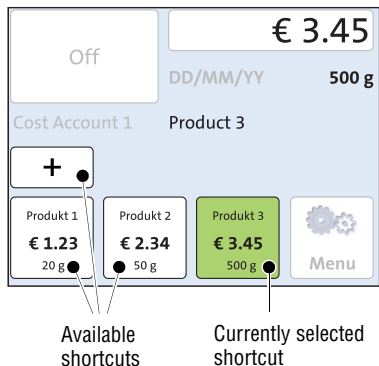 Off
€ 3.45
DD/MM/YY 500 g
Cost Account 1 Product 3
+
Produkt 1
€ 1.23
20 g
Produkt 2
€ 2.34
50 g
Produkt 3
€ 3.45
500 g
Menu
Available
shortcuts
Currently selected
shortcut